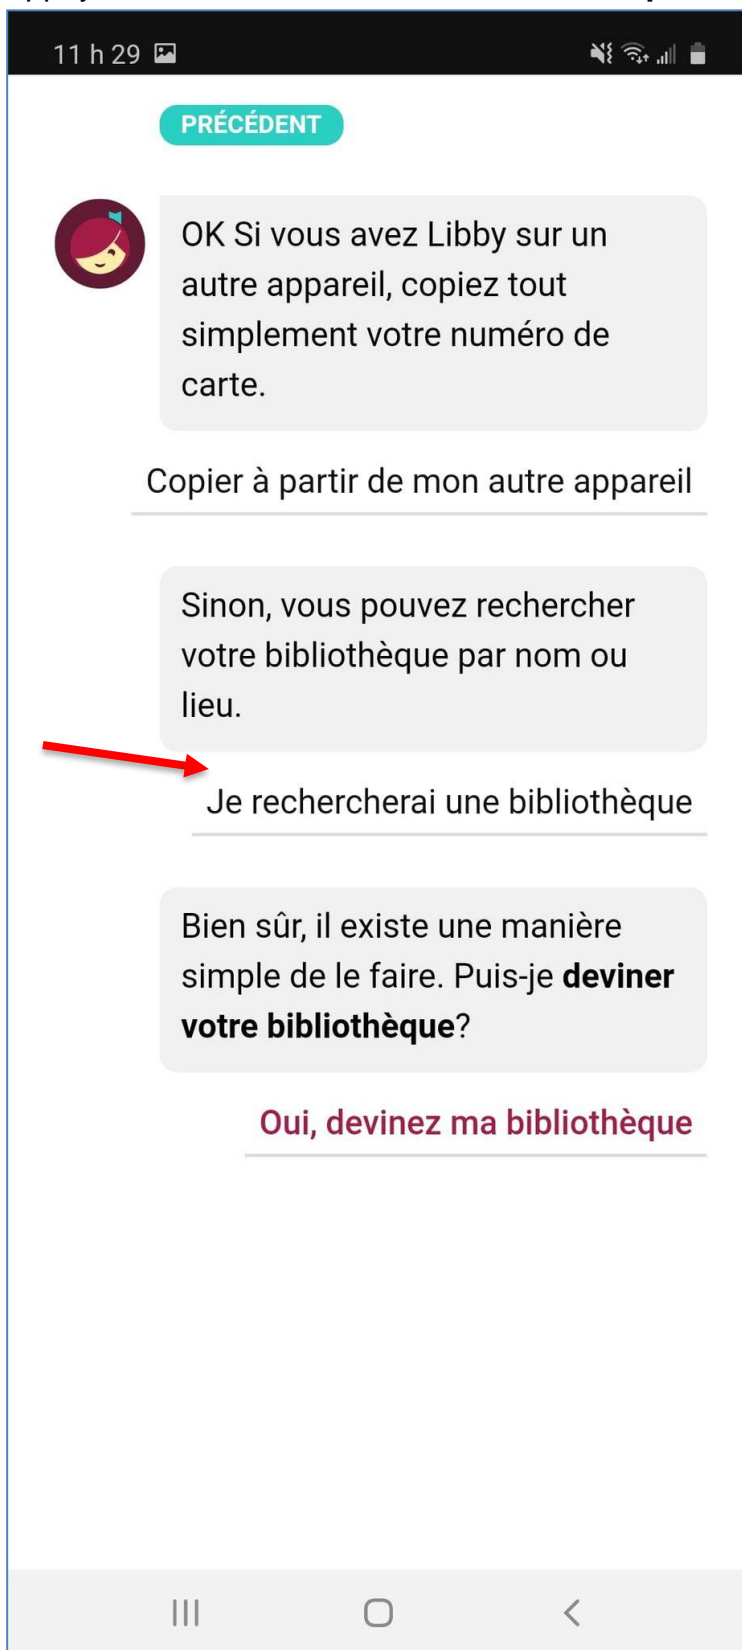 11 h 29
PRÉCÉDENT
OK Si vous avez Libby sur un
autre appareil, copiez tout
simplement votre numéro de
carte.
Copier à partir de mon autre appareil
Sinon, vous pouvez rechercher
votre bibliothèque par nom ou
lieu.
Je rechercherai une bibliothèque
Bien sûr, il existe une manière
simple de le faire. Puis-je deviner
votre bibliothèque?
Oui, devinez ma bibliothèque